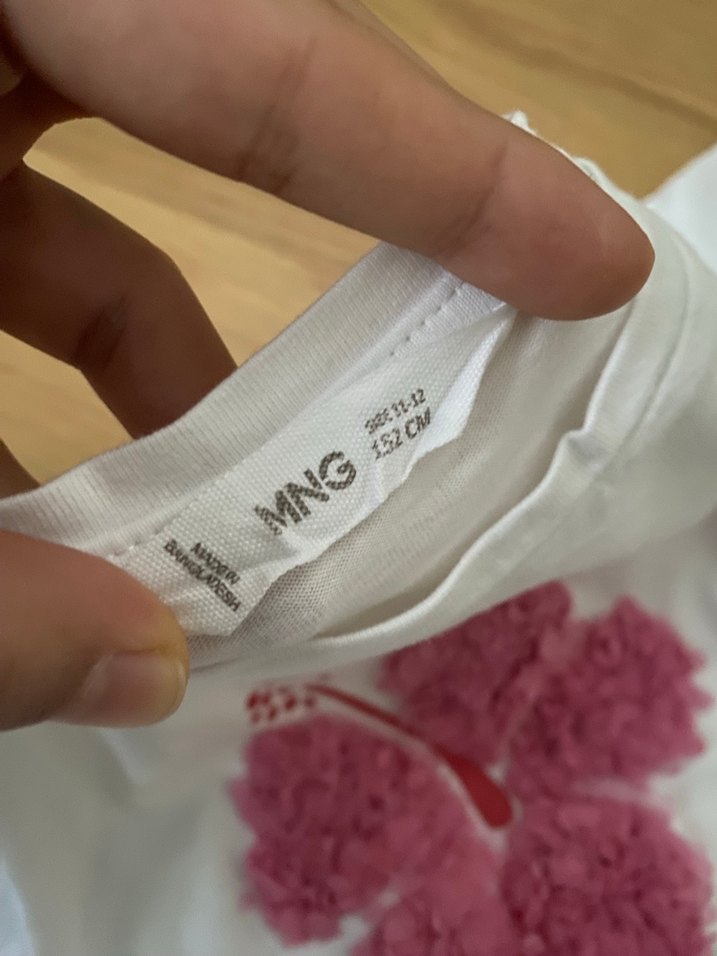 MADE IN
BANGLADESH
MNG
SIZE 11-12
152 CM